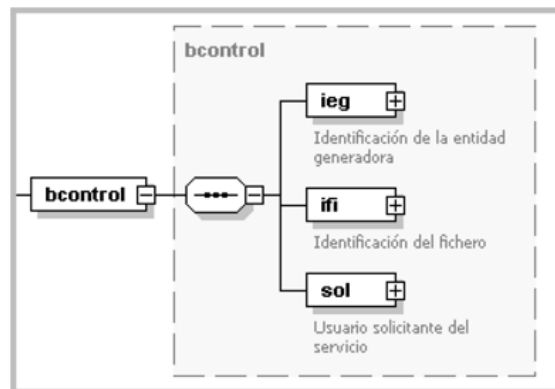 bcontrol
ieg
Identificación de la entidad
generadora
bcontrol
ifi
Identificación del fichero
sol
Usuario solicitante del
servicio